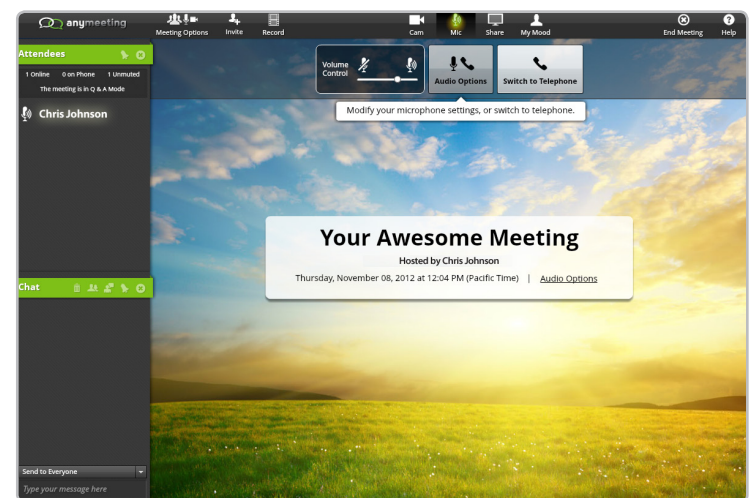 anymeeting
Meeting Options
Invite
Record
Cam
Mic
Share
My Mood
End Meeting
Help
Attendees
1 Online 0 on Phone 1 Unmuted
The meeting is in Q & A Mode
Chris Johnson
Volume
Control
Audio Options
Switch to Telephone
Modify your microphone settings, or switch to telephone.
Your Awesome Meeting
Hosted by Chris Johnson
Thursday, November 08, 2012 at 12:04 PM (Pacific Time) | Audio Options
Chat
Send to Everyone
Type your message here